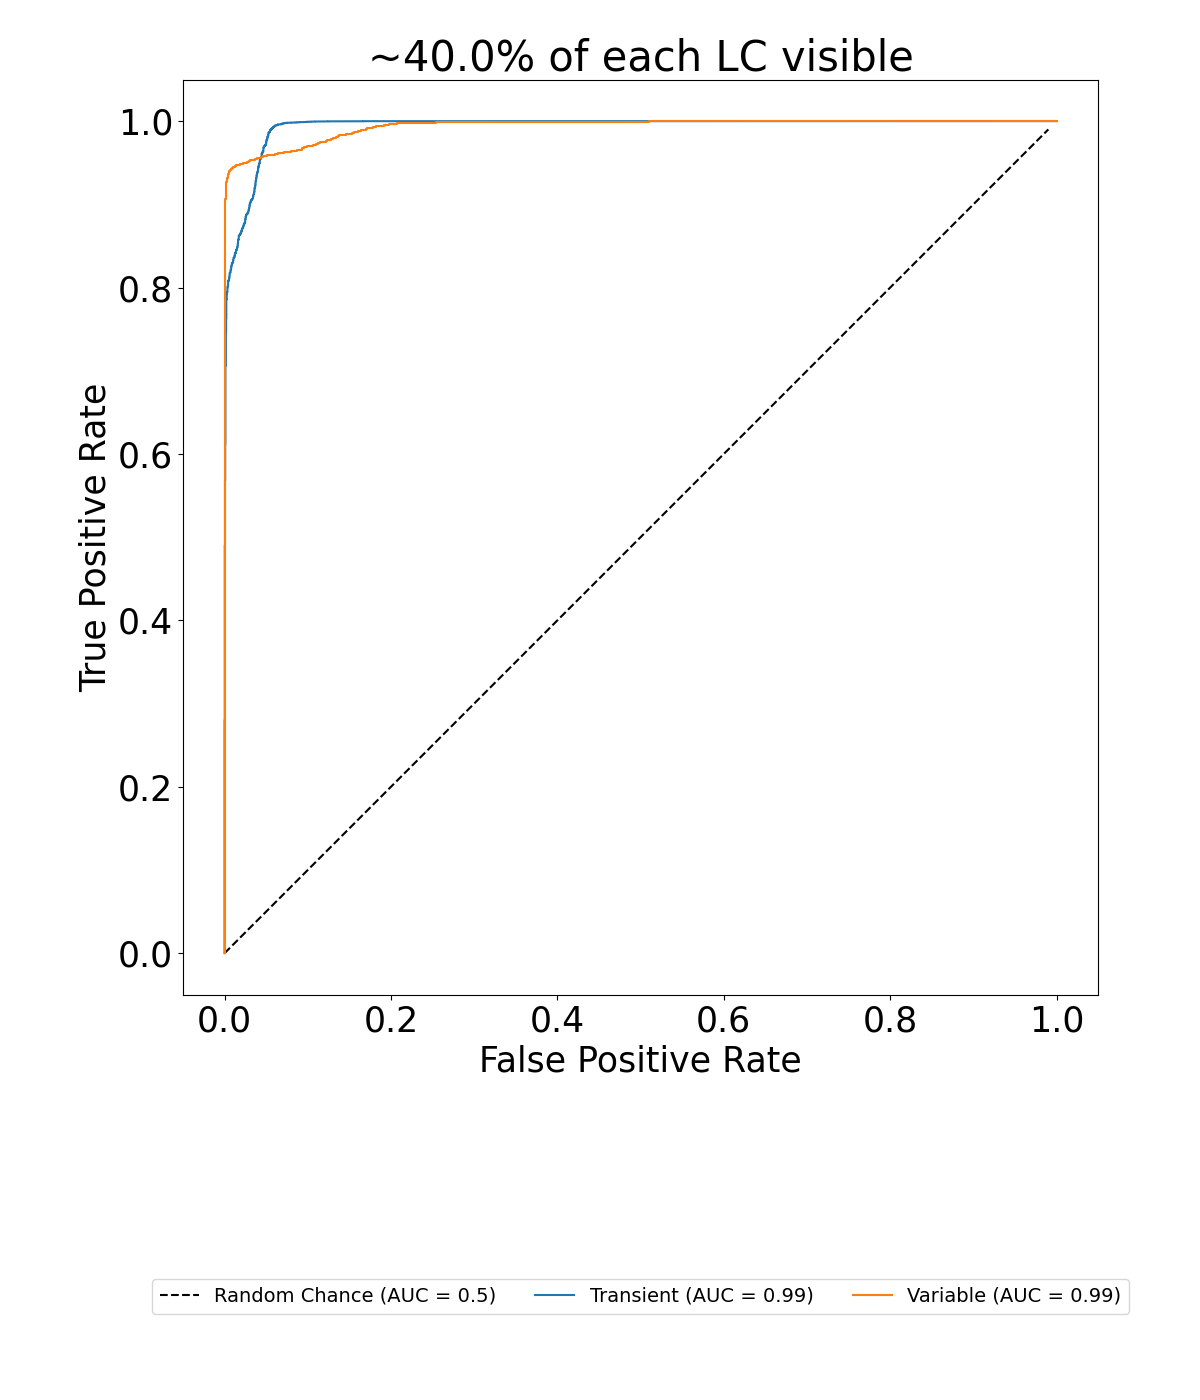 ~40.0% of each LC visible
True Positive Rate
1.0
0.8
0.6
0.4
0.2
0.0
0.0 0.2 0.4 0.6 0.8 1.0
False Positive Rate
Random Chance (AUC = 0.5) Transient (AUC = 0.99) Variable (AUC = 0.99)